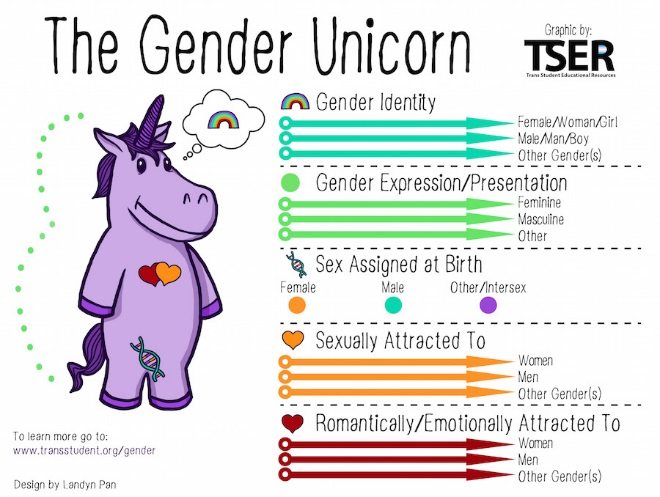 The Gender Unicorn
Graphic by:
TSER
Trans Student Educational Resources
Gender Identity
Female/Woman/Girl
Male/Man/Boy
Other Gender(s)
Gender Expression/Presentation
Feminine
Masculine
Other
Sex Assigned at Birth
Female Male Other/Intersex
Sexually Attracted To
Women
Men
Other Gender(s)
Romantically/Emotionally Attracted To
Women
Men
Other Gender(s)
To learn more go to:
www.transstudent.org/gender
Design by Landyn Pan